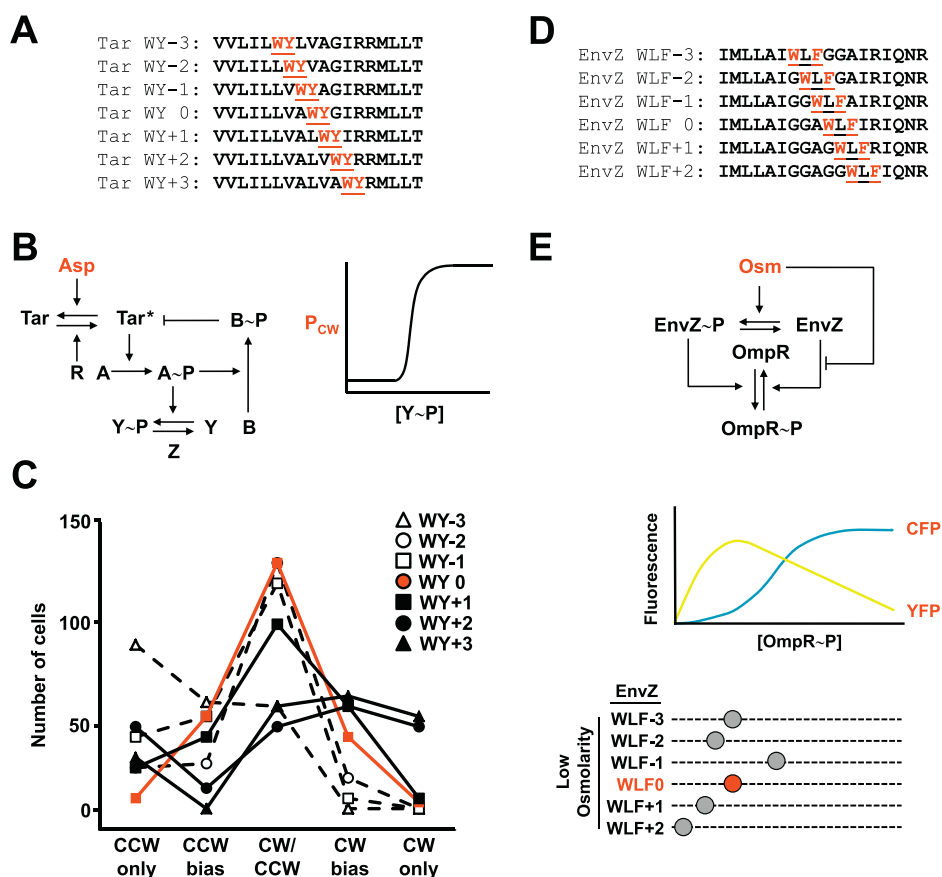 A
Tar WY-3: VVLILWYLVAGIRRMLLT
Tar WY-2: VVLILLWYVAGIRRMLLT
Tar WY-1: VVLILLVWYAGIRRMLLT
Tar WY 0: VVLILLVAWYGIRRMLLT
Tar WY+1: VVLILLVALWYIRRMLLT
Tar WY+2: VVLILLVALVWYRRMLLT
Tar WY+3: VVLILLVALVAWYRMLLT
B
Asp
Tar Tar* B~P
R A A~P
Y~P Y B
Z
PCW
[Y~P]
C
Number of cells
150
100
50
0
WY-3
WY-2
WY-1
WY 0
WY+1
WY+2
WY+3
CCW only
CCW bias
CW/ CCW
CW bias
CW only
D
EnvZ WLF-3: IMLLAIWLFGGAIRIQNR
EnvZ WLF-2: IMLLAIGWLFGAIRIQNR
EnvZ WLF-1: IMLLAIGGWLFAIRIQNR
EnvZ WLF 0: IMLLAIGGAWLFIRIQNR
EnvZ WLF+1: IMLLAIGGAGWLFRIQNR
EnvZ WLF+2: IMLLAIGGAGGWLFIQNR
E
Osm
EnvZ~P EnvZ
OmpR
OmpR~P
Fluorescence
CFP
YFP
[OmpR~P]
EnvZ
Low Osmolarity
WLF-3
WLF-2
WLF-1
WLF0
WLF+1
WLF+2